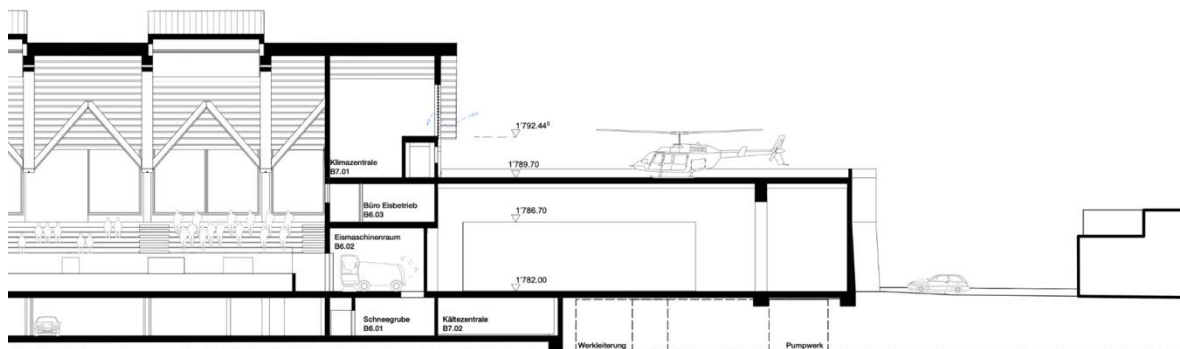 1'792.44⁵
Klimazentrale
B7.01
1'789.70
Büro Eisbetrieb
B6.03
1'786.70
Eismaschinenraum
B6.02
1'782.00
Schneegrube
B6.01
Kältezentrale
B7.02
Werkleitung
Pumpwerk